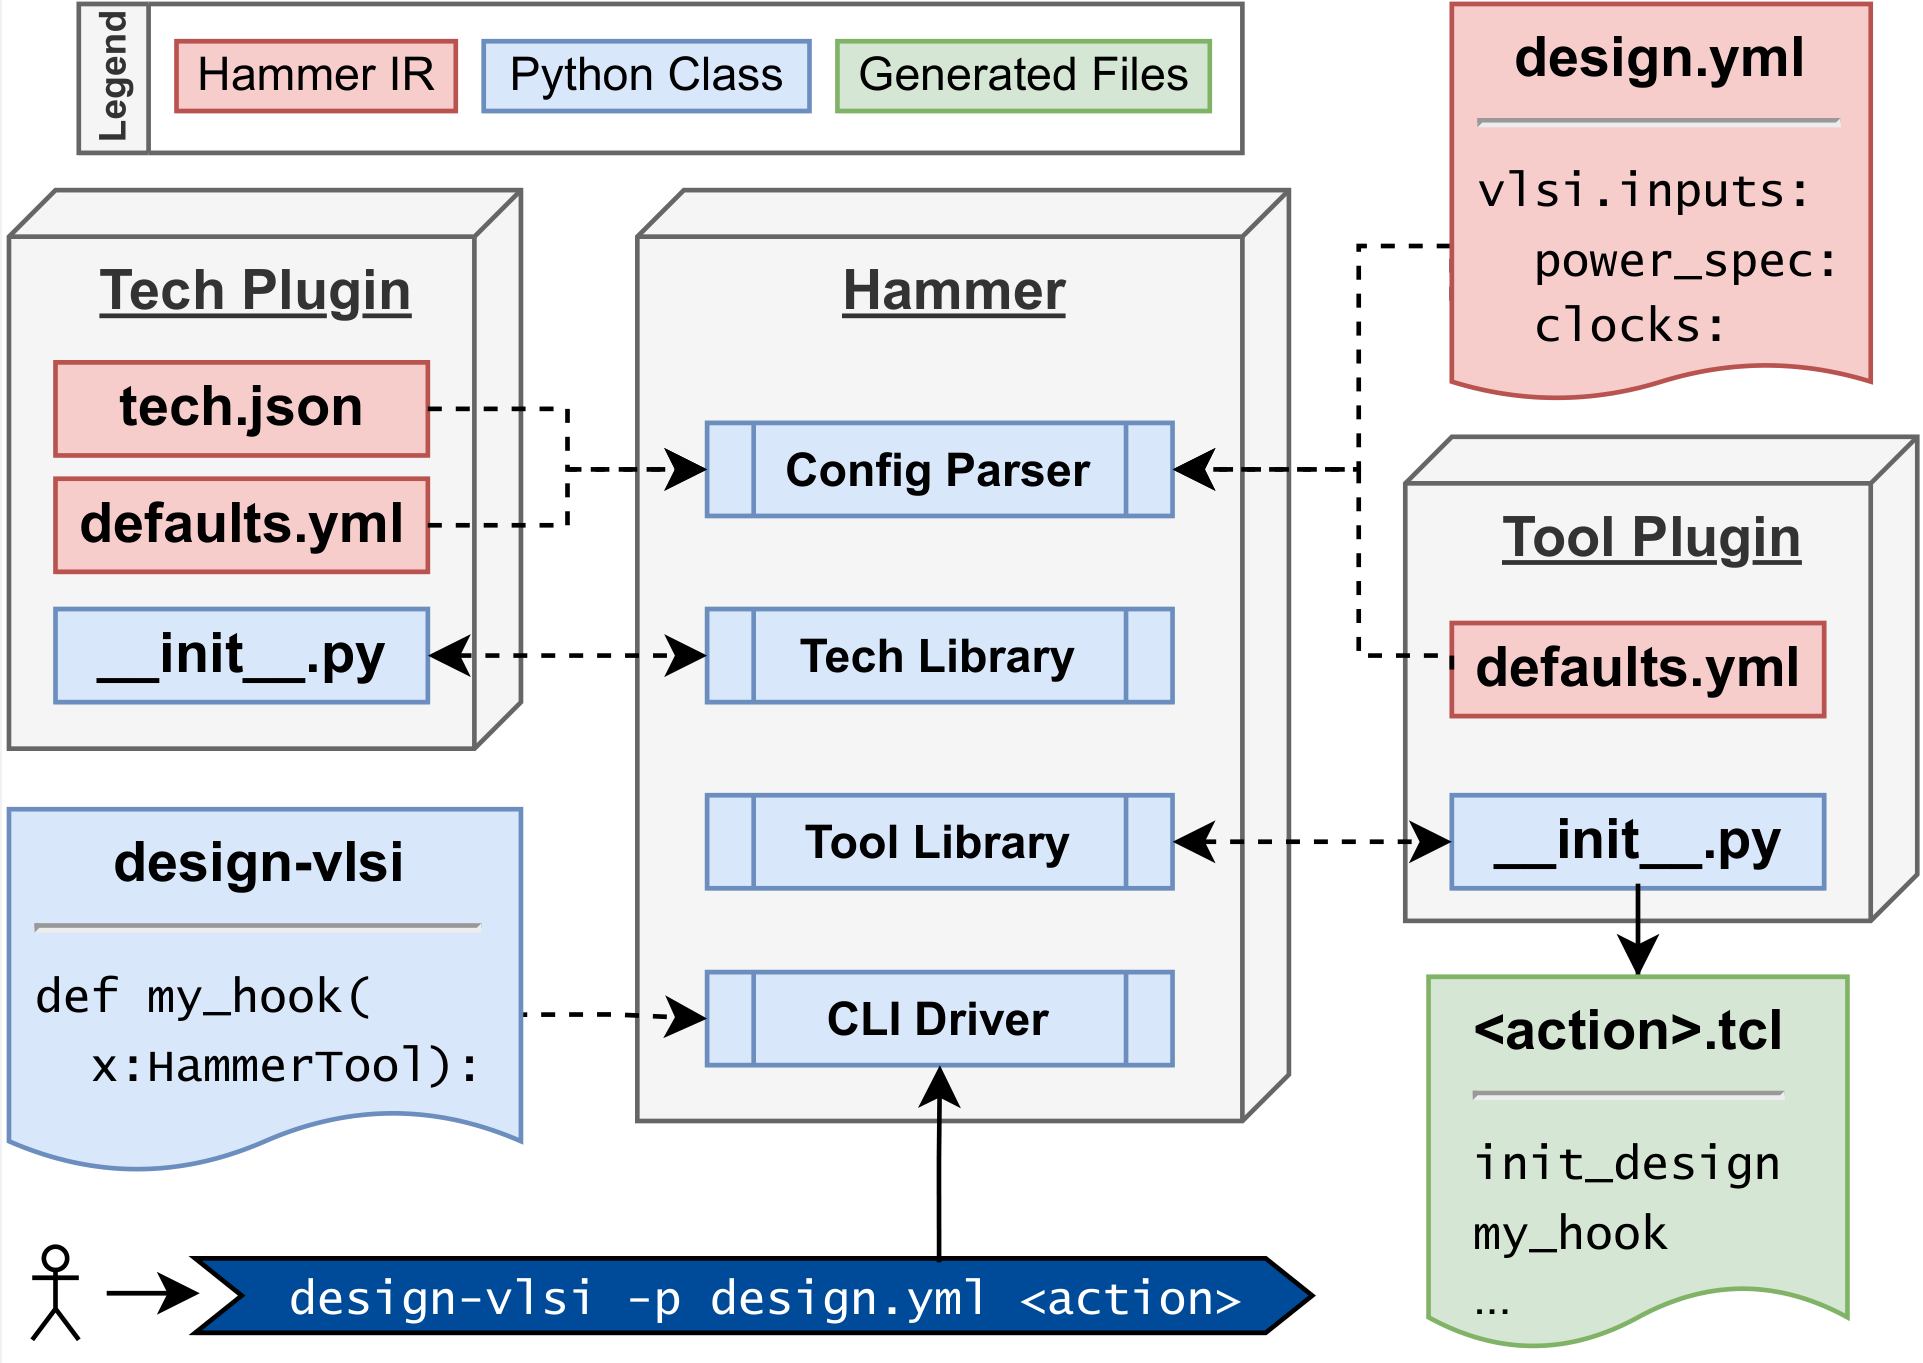 Legend
Hammer IR
Python Class
Generated Files
design.yml
vlsi.inputs:
power_spec:
clocks:
Tech Plugin
tech.json
defaults.yml
__init__.py
Hammer
Config Parser
Tech Library
Tool Library
CLI Driver
Tool Plugin
defaults.yml
__init__.py
design-vlsi
def my_hook(
x:HammerTool):
<action>.tcl
init_design
my_hook
...
design-vlsi -p design.yml <action>